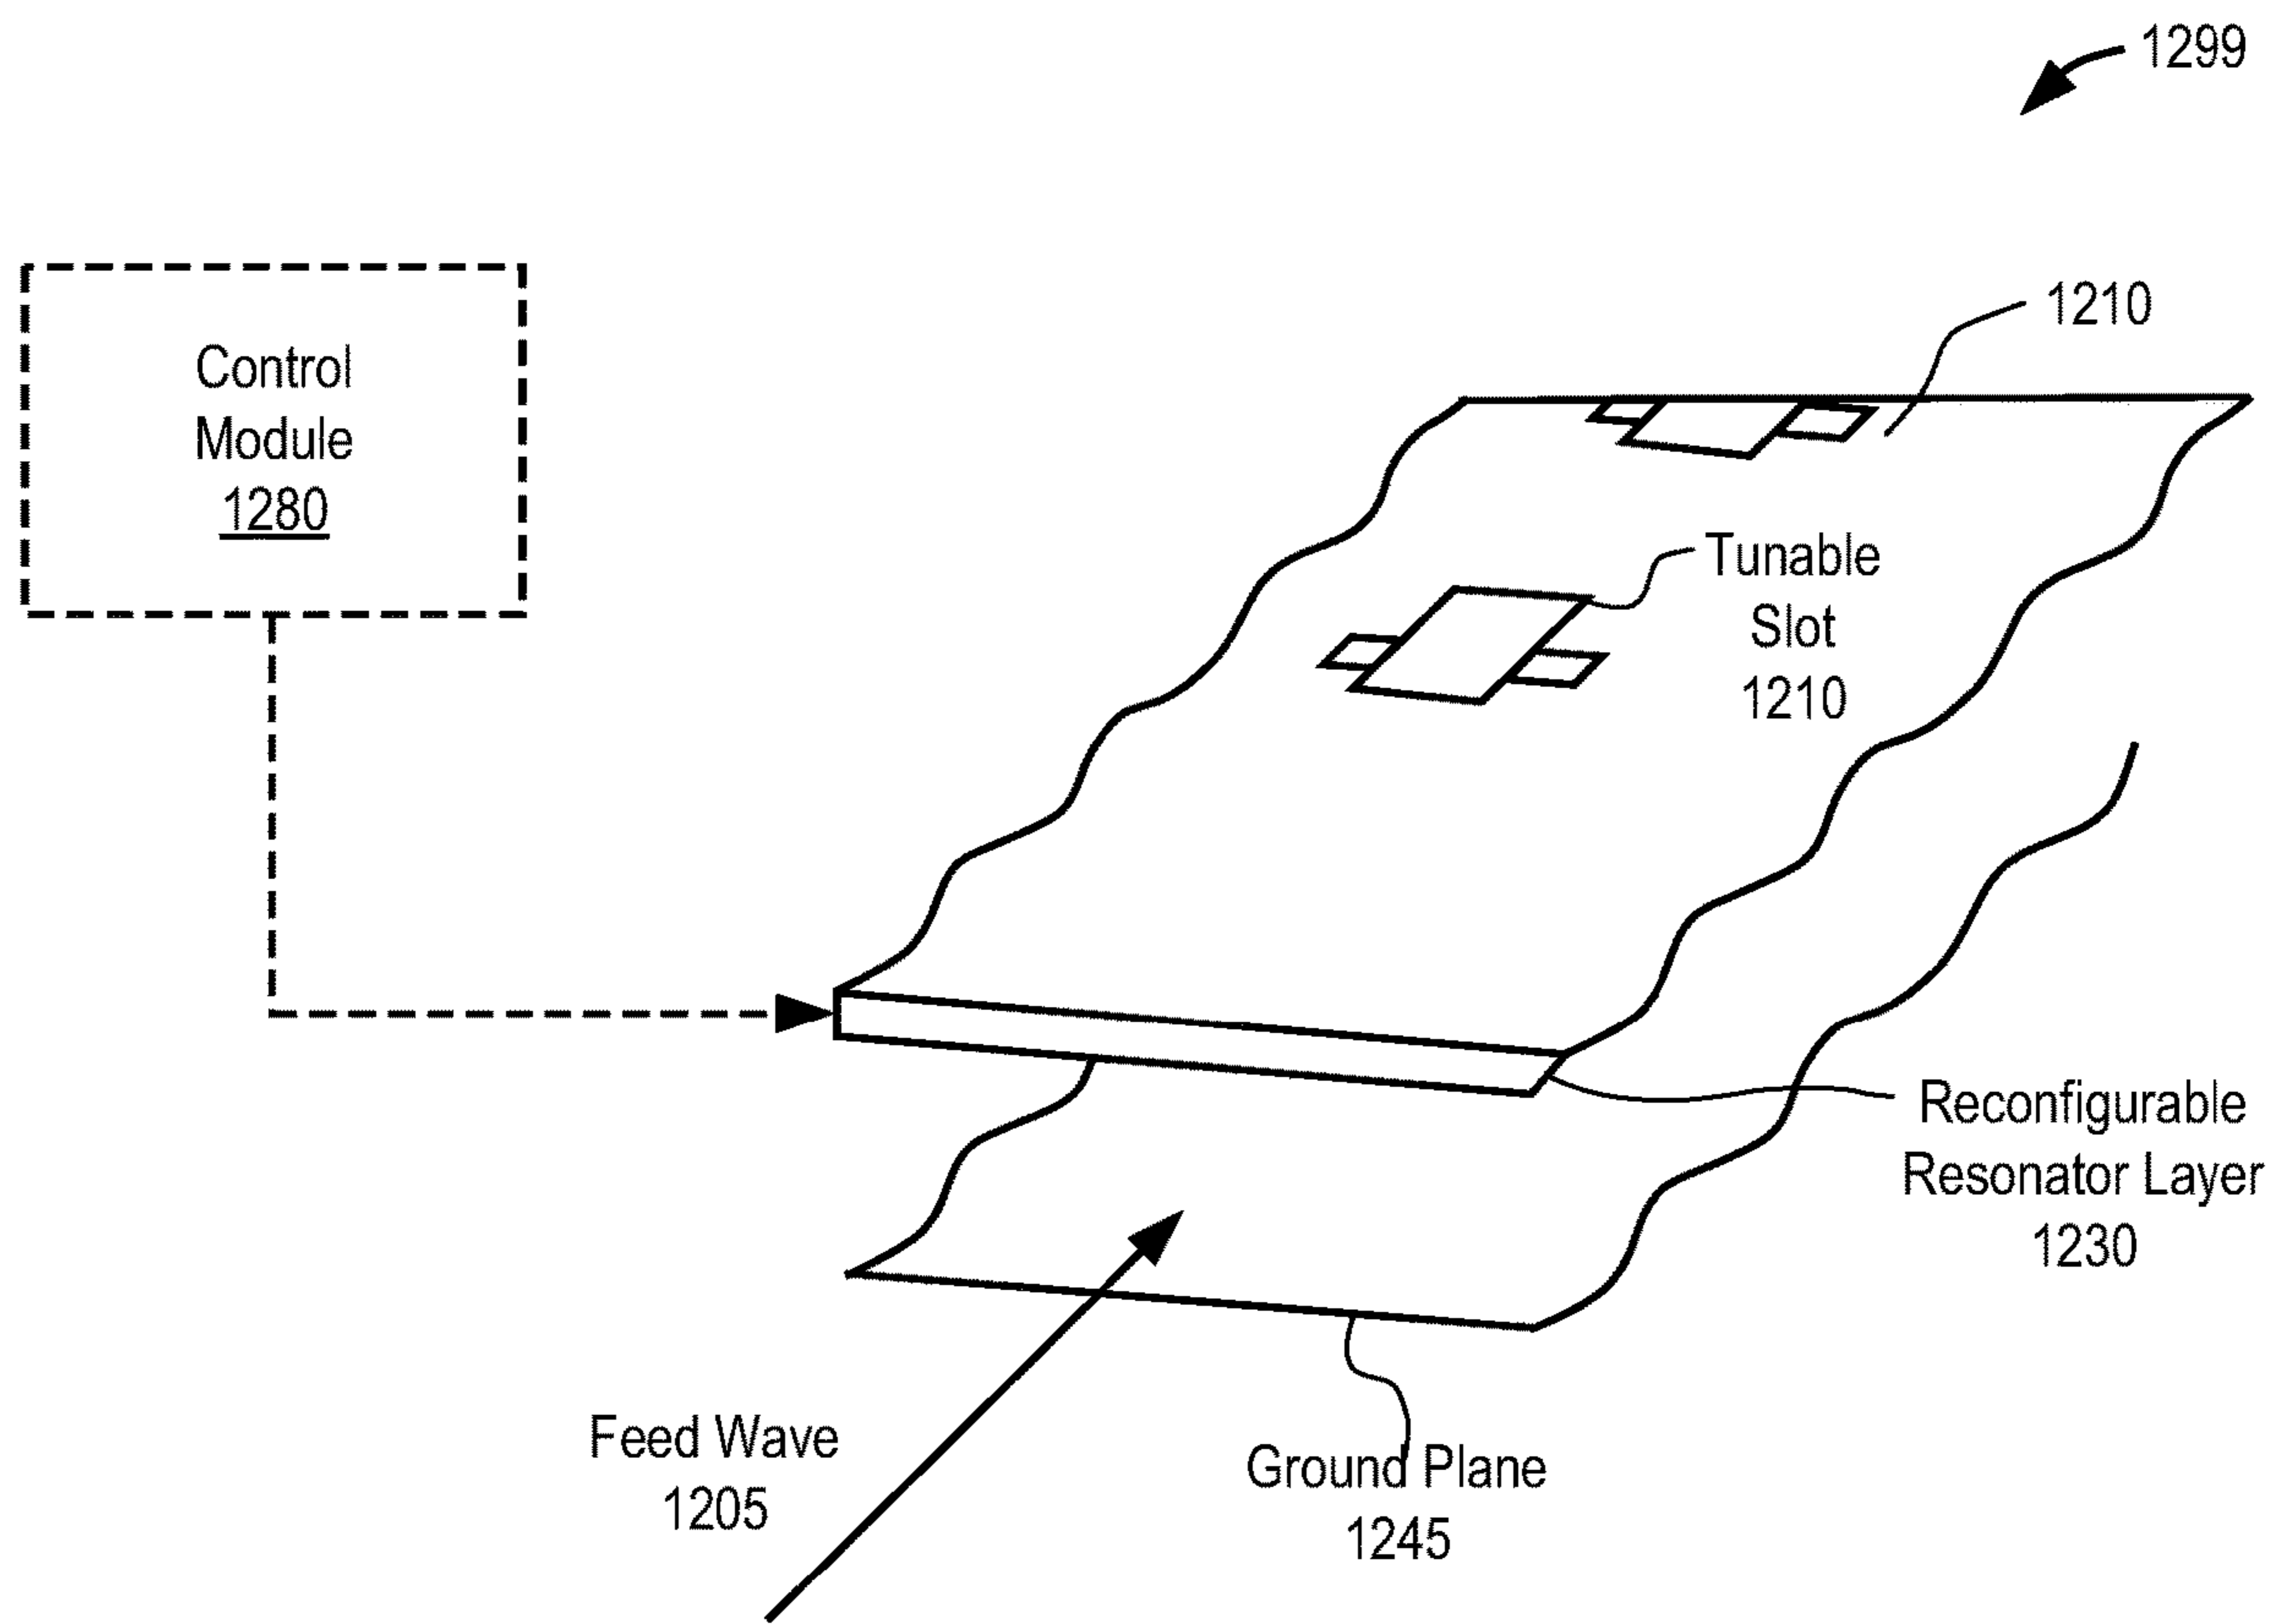 1299
1210
Control
Module
1280
Tunable
Slot
1210
Reconfigurable
Resonator Layer
1230
Feed Wave
1205
Ground Plane
1245